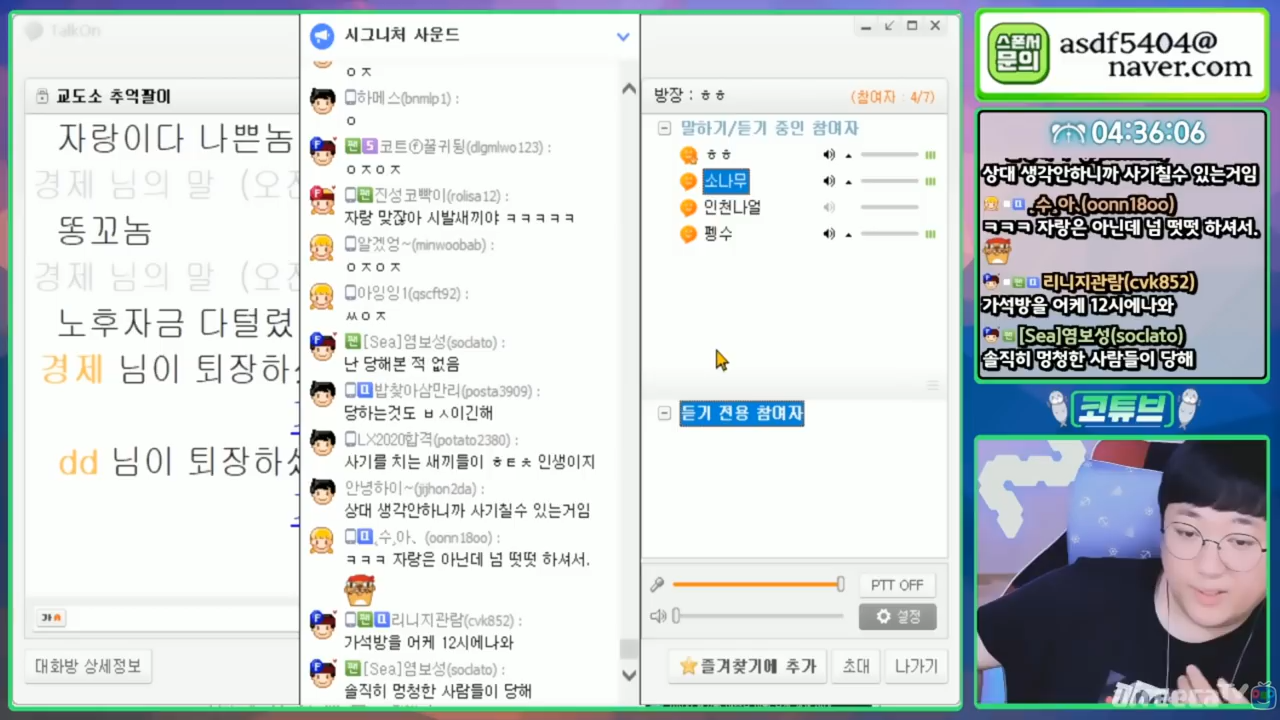 TalkOn
교도소 추억팔이
자랑이다 나쁜놈
경제 님의 말 (오전
똥꼬놈
경제 님의 말 (오전
노후자금 다털렸
경제 님이 퇴장하셨
dd 님이 퇴장하셨
가
대화방 상세정보
시그니처 사운드
ㅇㅈ
하메스(bnmlp1) :
ㅇ
팬 S 코트ⓕ꿀귀툉(dlgmlwo123) :
ㅇㅈㅇㅈ
팬 진성코빡이(rolisa12) :
자랑 맞잖아 시발새끼야 ㅋㅋㅋㅋㅋ
알겠엉~(minwoobab) :
ㅇㅈㅇㅈ
아잉잉1(qscft92) :
ㅆㅇㅈ
팬 [Sea]염보성(soclato) :
난 당해본 적 없음
밥찾아삼만리(posta3909) :
당하는것도 ㅂㅅ이긴해
LX2020합격(potato2380) :
사기를 치는 새끼들이 ㅎㅌㅊ 인생이지
안녕하이~(jijhon2da) :
상대 생각안하니까 사기칠수 있는거임
¸수¸아、(oonn18oo) :
ㅋㅋㅋ 자랑은 아닌데 넘 떳떳 하셔서.
팬 리니지관람(cvk852) :
가석방을 어케 12시에나와
팬 [Sea]염보성(soclato) :
솔직히 멍청한 사람들이 당해
방장 : ㅎㅎ
(참여자 : 4/7)
말하기/듣기 중인 참여자
ㅎㅎ
소나무
인천나얼
펭수
듣기 전용 참여자
PTT OFF
설정
즐겨찾기에 추가
초대
나가기
스폰서
문의
asdf5404@
naver.com
04:36:06
상대 생각안하니까 사기칠수 있는거임
¸수¸아、(oonn18oo)
ㅋㅋㅋ 자랑은 아닌데 넘 떳떳 하셔서.
팬 리니지관람(cvk852)
가석방을 어케 12시에나와
팬 [Sea]염보성(soclato)
솔직히 멍청한 사람들이 당해
코튜브